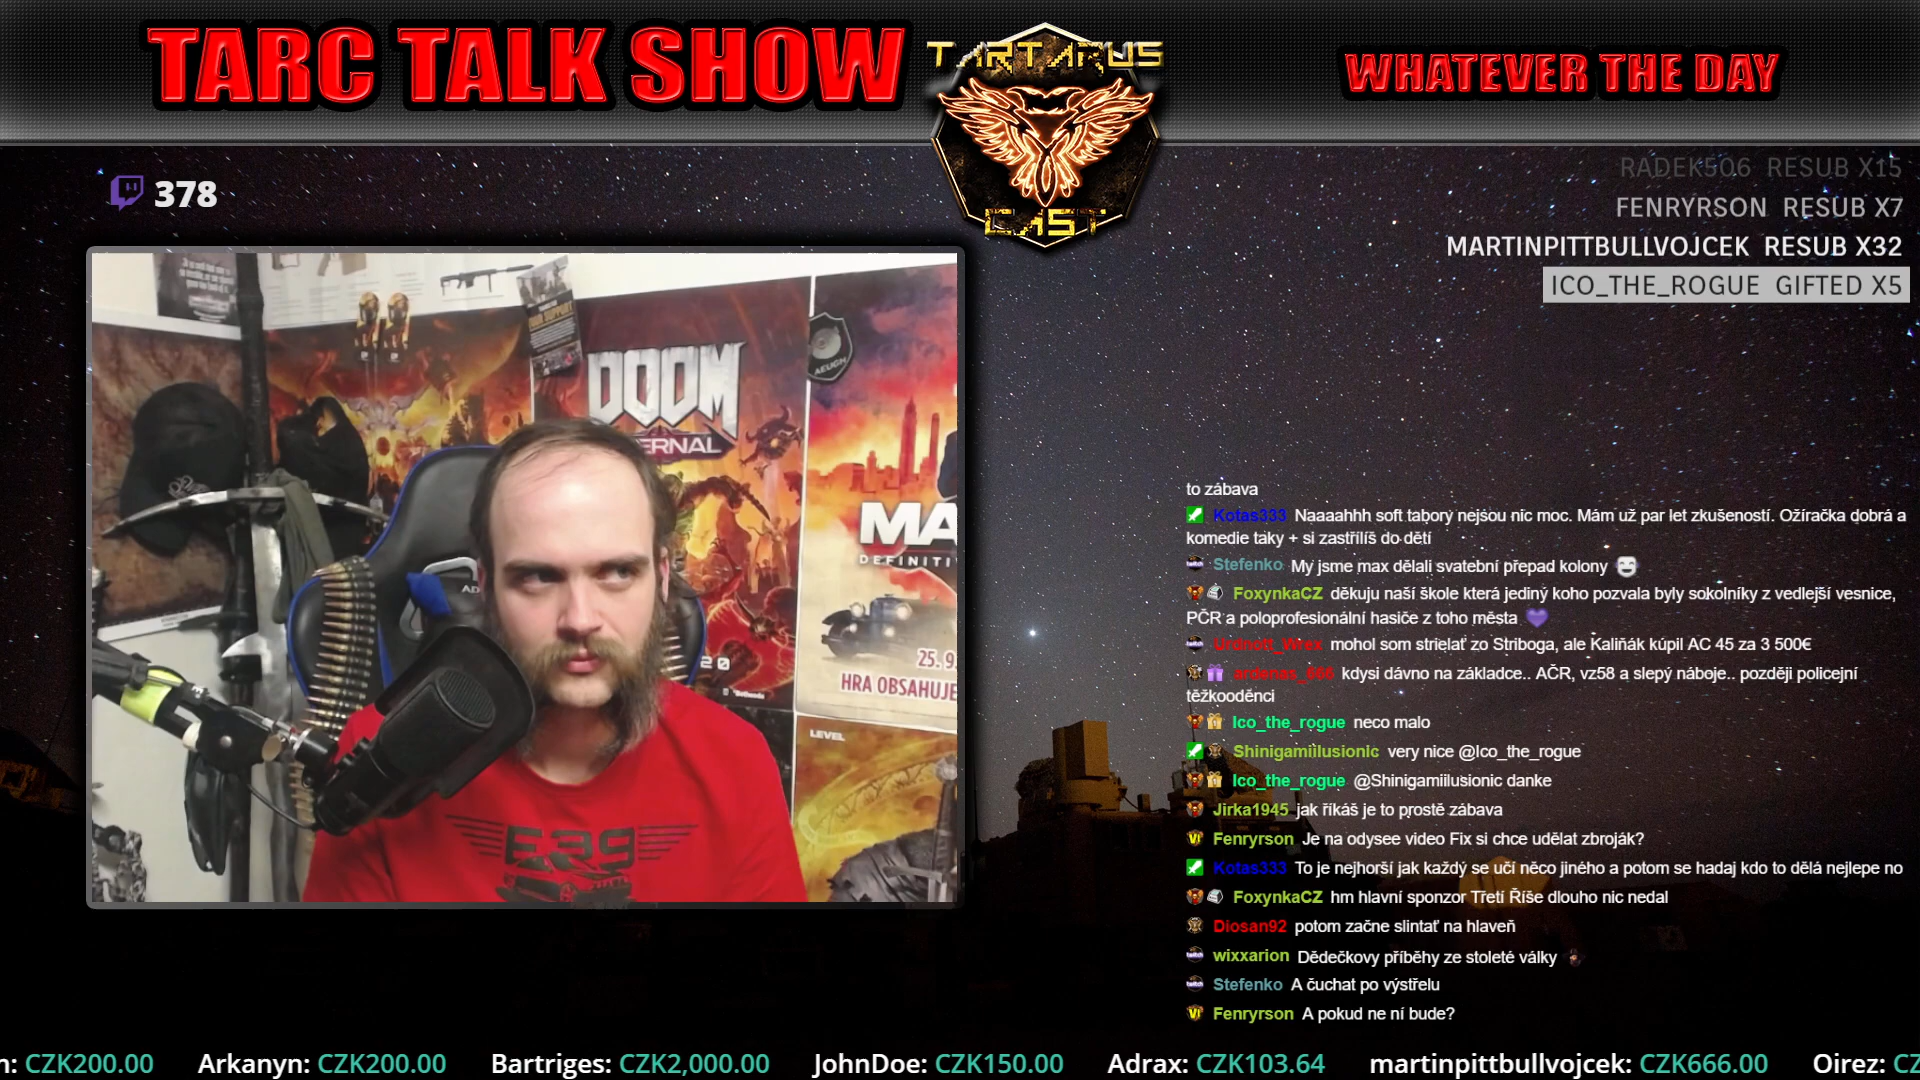 TARC TALK SHOW
TARTARUS
CAST
WHATEVER THE DAY
378
RADEK506 RESUB X15
FENRYRSON RESUB X7
MARTINPITTBULLVOJCEK RESUB X32
ICO_THE_ROGUE GIFTED X5
DOOM
ERNAL
AEUGH
MA
DEFINITI
25. 9.
HRA OBSAHUJE
LEVEL
E39
to zábava
Kotas333 Naaaahhh soft tabory nejsou nic moc. Mám už par let zkušeností. Ožíračka dobrá a
komedie taky + si zastřílíš do dětí
Stefenko My jsme max dělali svatební přepad kolony
FoxynkaCZ děkuju naší škole která jediný koho pozvala byly sokolníky z vedlejší vesnice,
PČR a poloprofesionální hasiče z toho města
Urdnott_Wrex mohol som strielať zo Striboga, ale Kaliňák kúpil AC 45 za 3 500€
ardenas_666 kdysi dávno na základce.. AČR, vz58 a slepý náboje.. později policejní
těžkooděnci
Ico_the_rogue neco malo
Shinigamiilusionic very nice @Ico_the_rogue
Ico_the_rogue @Shinigamiilusionic danke
Jirka1945 jak říkáš je to prostě zábava
Fenryrson Je na odysee video Fix si chce udělat zbroják?
Kotas333 To je nejhorší jak každý se učí něco jiného a potom se hadaj kdo to dělá nejlepe no
FoxynkaCZ hm hlavní sponzor Třetí Říše dlouho nic nedal
Diosan92 potom začne slintať na hlaveň
wixxarion Dědečkovy příběhy ze stoleté války
Stefenko A čuchat po výstřelu
Fenryrson A pokud ne ní bude?
n: CZK200.00 Arkanyn: CZK200.00 Bartriges: CZK2,000.00 JohnDoe: CZK150.00 Adrax: CZK103.64 martinpittbullvojcek: CZK666.00 Oirez: CZ